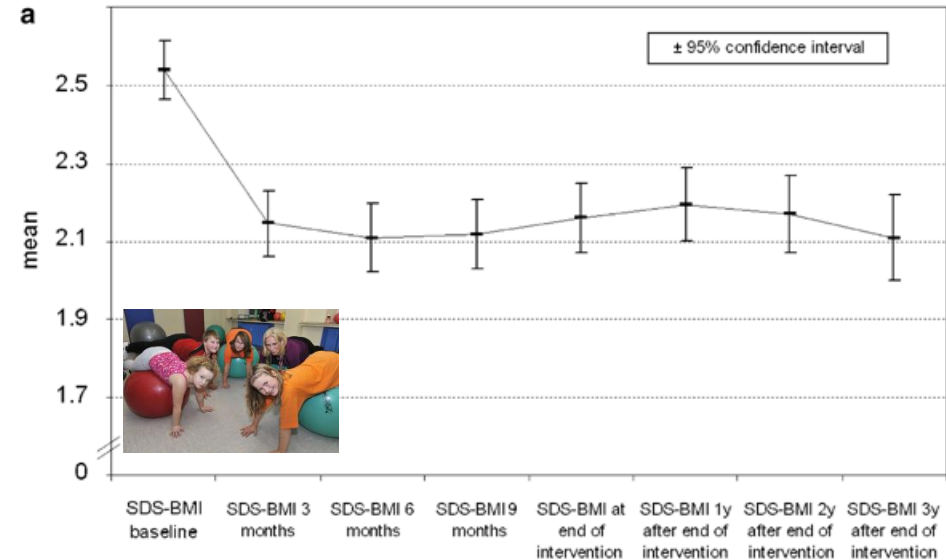 a
± 95% confidence interval
2.5
2.3
2.1
1.9
1.7
0
mean
SDS-BMI
baseline
SDS-BMI 3
months
SDS-BMI 6
months
SDS-BMI 9
months
SDS-BMI at
end of
intervention
SDS-BMI 1y
after end of
intervention
SDS-BMI 2y
after end of
intervention
SDS-BMI 3y
after end of
intervention